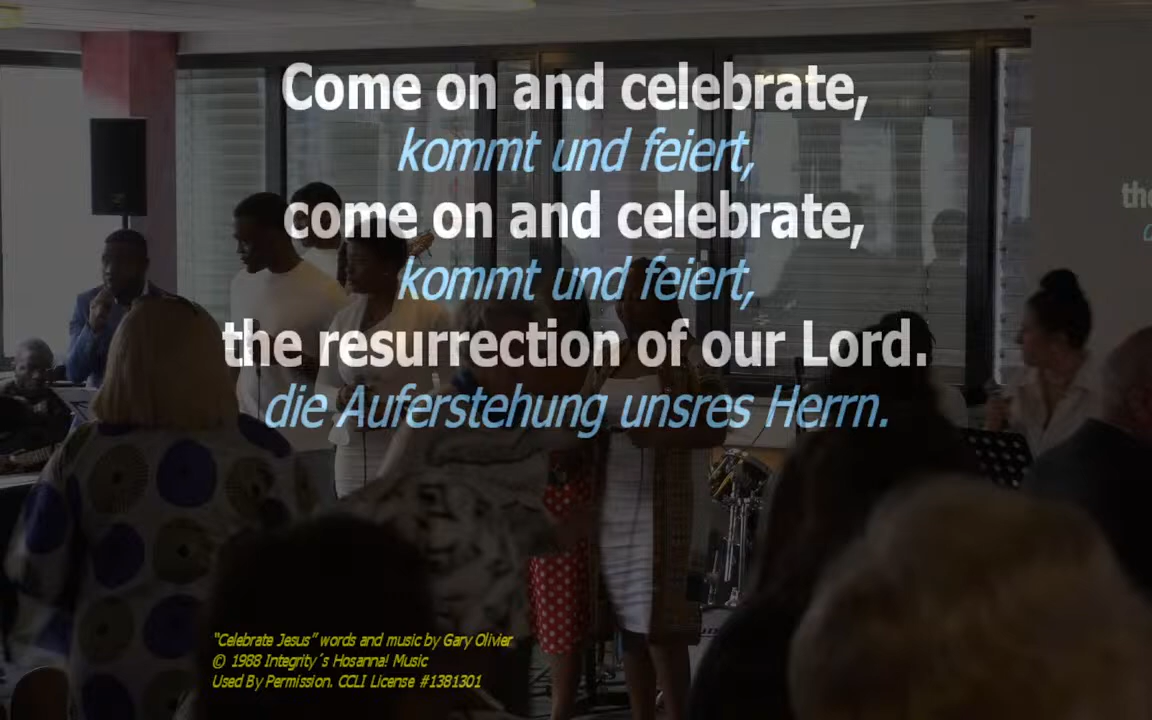 Come on and celebrate,
kommt und feiert,
come on and celebrate,
kommt und feiert,
the resurrection of our Lord.
die Auferstehung unsres Herrn.
"Celebrate Jesus" words and music by Gary Olivier
© 1988 Integrity´s Hosanna! Music
Used By Permission. CCLI License #1381301